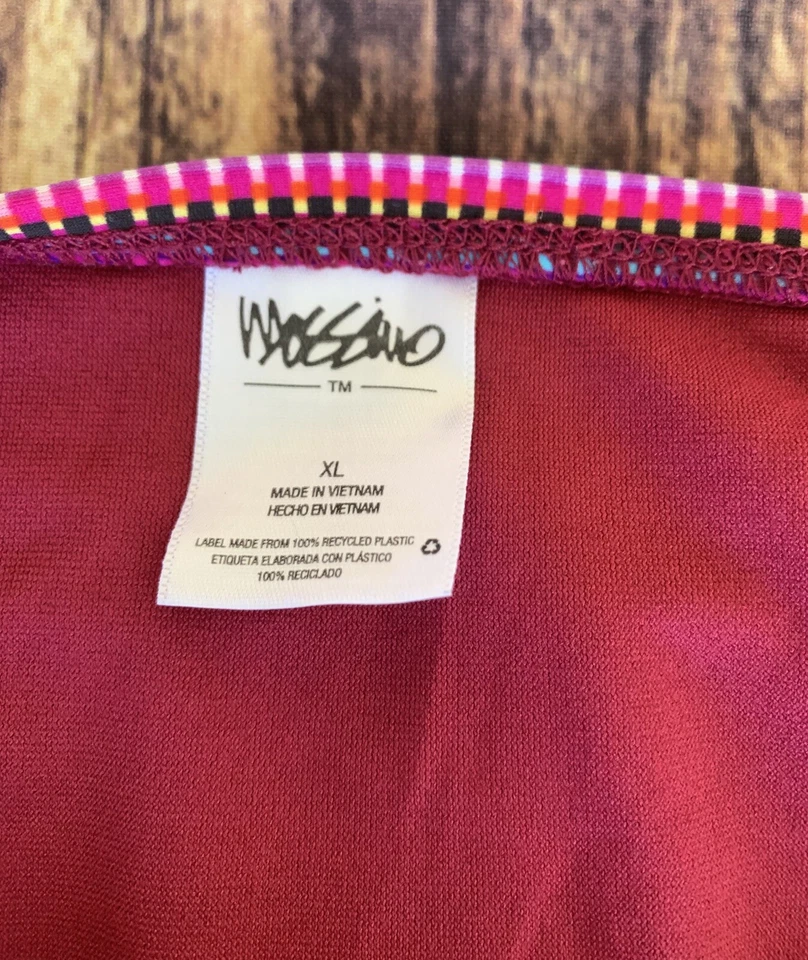 Mossimo
TM
XL
MADE IN VIETNAM
HECHO EN VIETNAM
LABEL MADE FROM 100% RECYCLED PLASTIC
ETIQUETA ELABORADA CON PLÁSTICO
100% RECICLADO